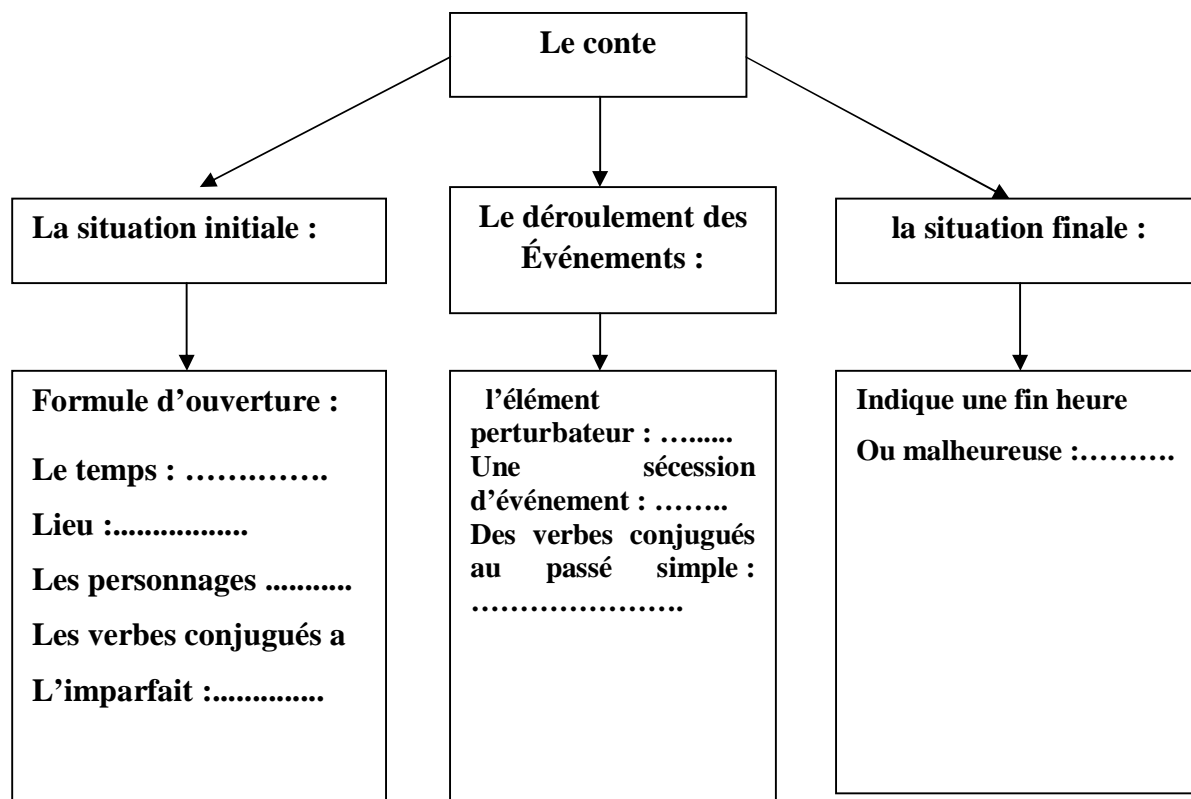 Le conte
La situation initiale :
Le déroulement des
Événements :
la situation finale :
Formule d’ouverture :
Le temps : …………….
Lieu :..................
Les personnages ...........
Les verbes conjugués a
L’imparfait :..............
l’élément
perturbateur : ….......
Une sécession
d’événement : ……..
Des verbes conjugués
au passé simple :
………………….
Indique une fin heure
Ou malheureuse :……….